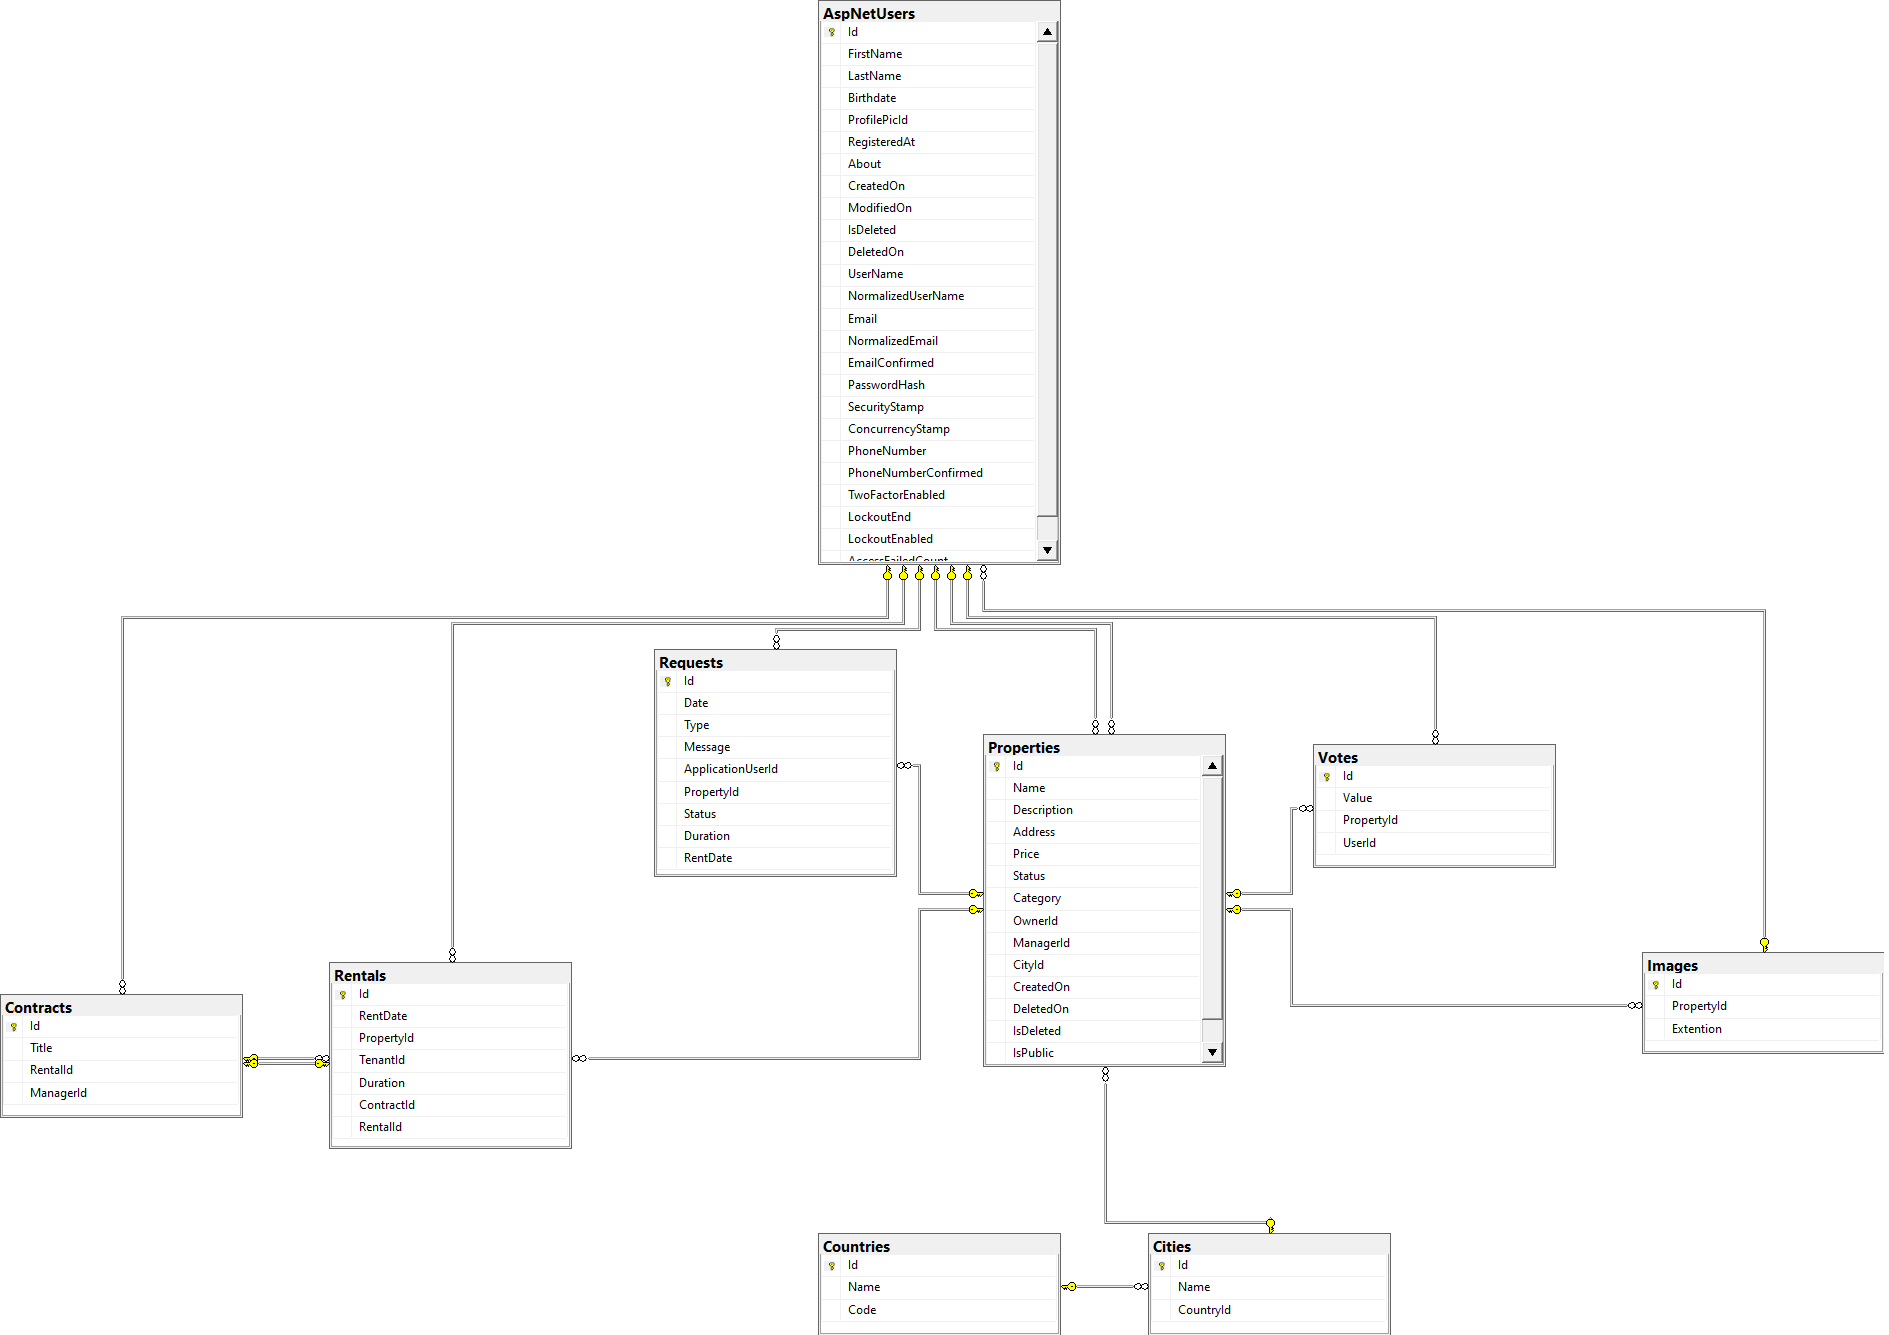 AspNetUsers
Id
FirstName
LastName
Birthdate
ProfilePicId
RegisteredAt
About
CreatedOn
ModifiedOn
IsDeleted
DeletedOn
UserName
NormalizedUserName
Email
NormalizedEmail
EmailConfirmed
PasswordHash
SecurityStamp
ConcurrencyStamp
PhoneNumber
PhoneNumberConfirmed
TwoFactorEnabled
LockoutEnd
LockoutEnabled
AccessFailedCount
Requests
Id
Date
Type
Message
ApplicationUserId
PropertyId
Status
Duration
RentDate
Properties
Id
Name
Description
Address
Price
Status
Category
OwnerId
ManagerId
CityId
CreatedOn
DeletedOn
IsDeleted
IsPublic
Votes
Id
Value
PropertyId
UserId
Images
Id
PropertyId
Extention
Rentals
Id
RentDate
PropertyId
TenantId
Duration
ContractId
RentalId
Contracts
Id
Title
RentalId
ManagerId
Countries
Id
Name
Code
Cities
Id
Name
CountryId